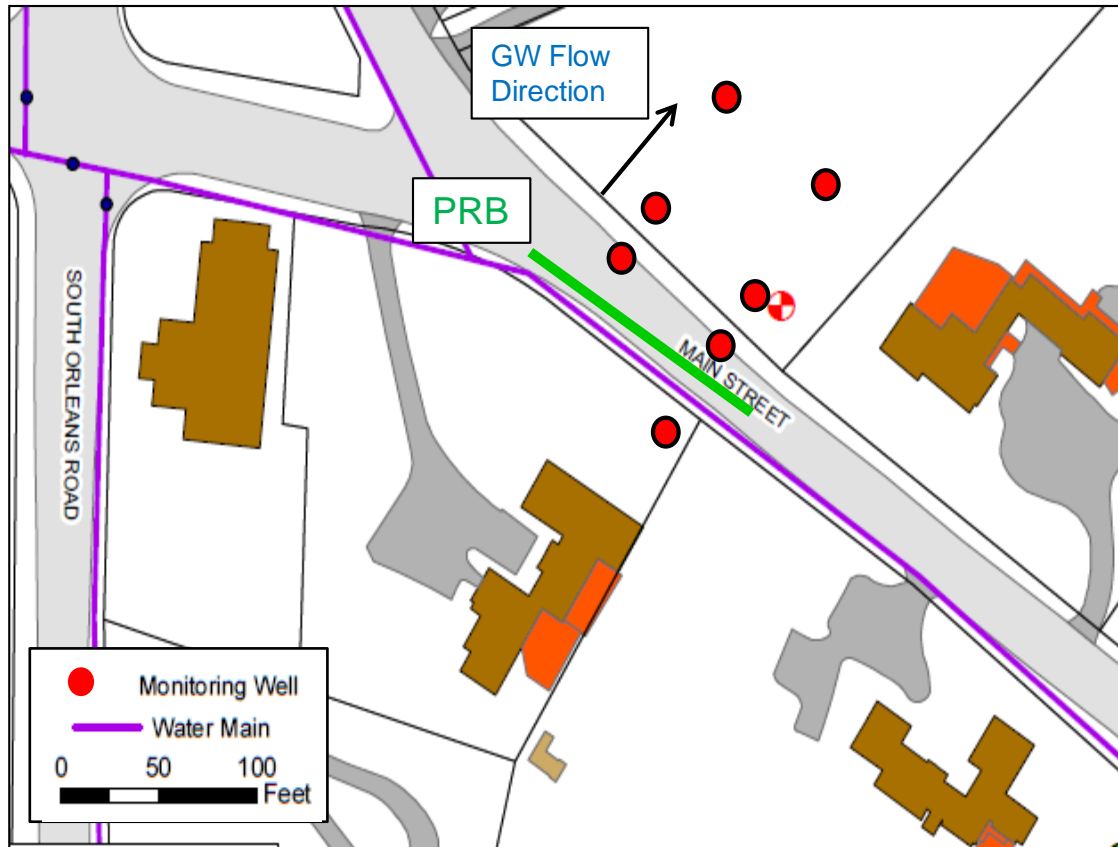 GW Flow
Direction
PRB
MAIN STREET
SOUTH ORLEANS ROAD
Monitoring Well
Water Main
0 50 100
Feet